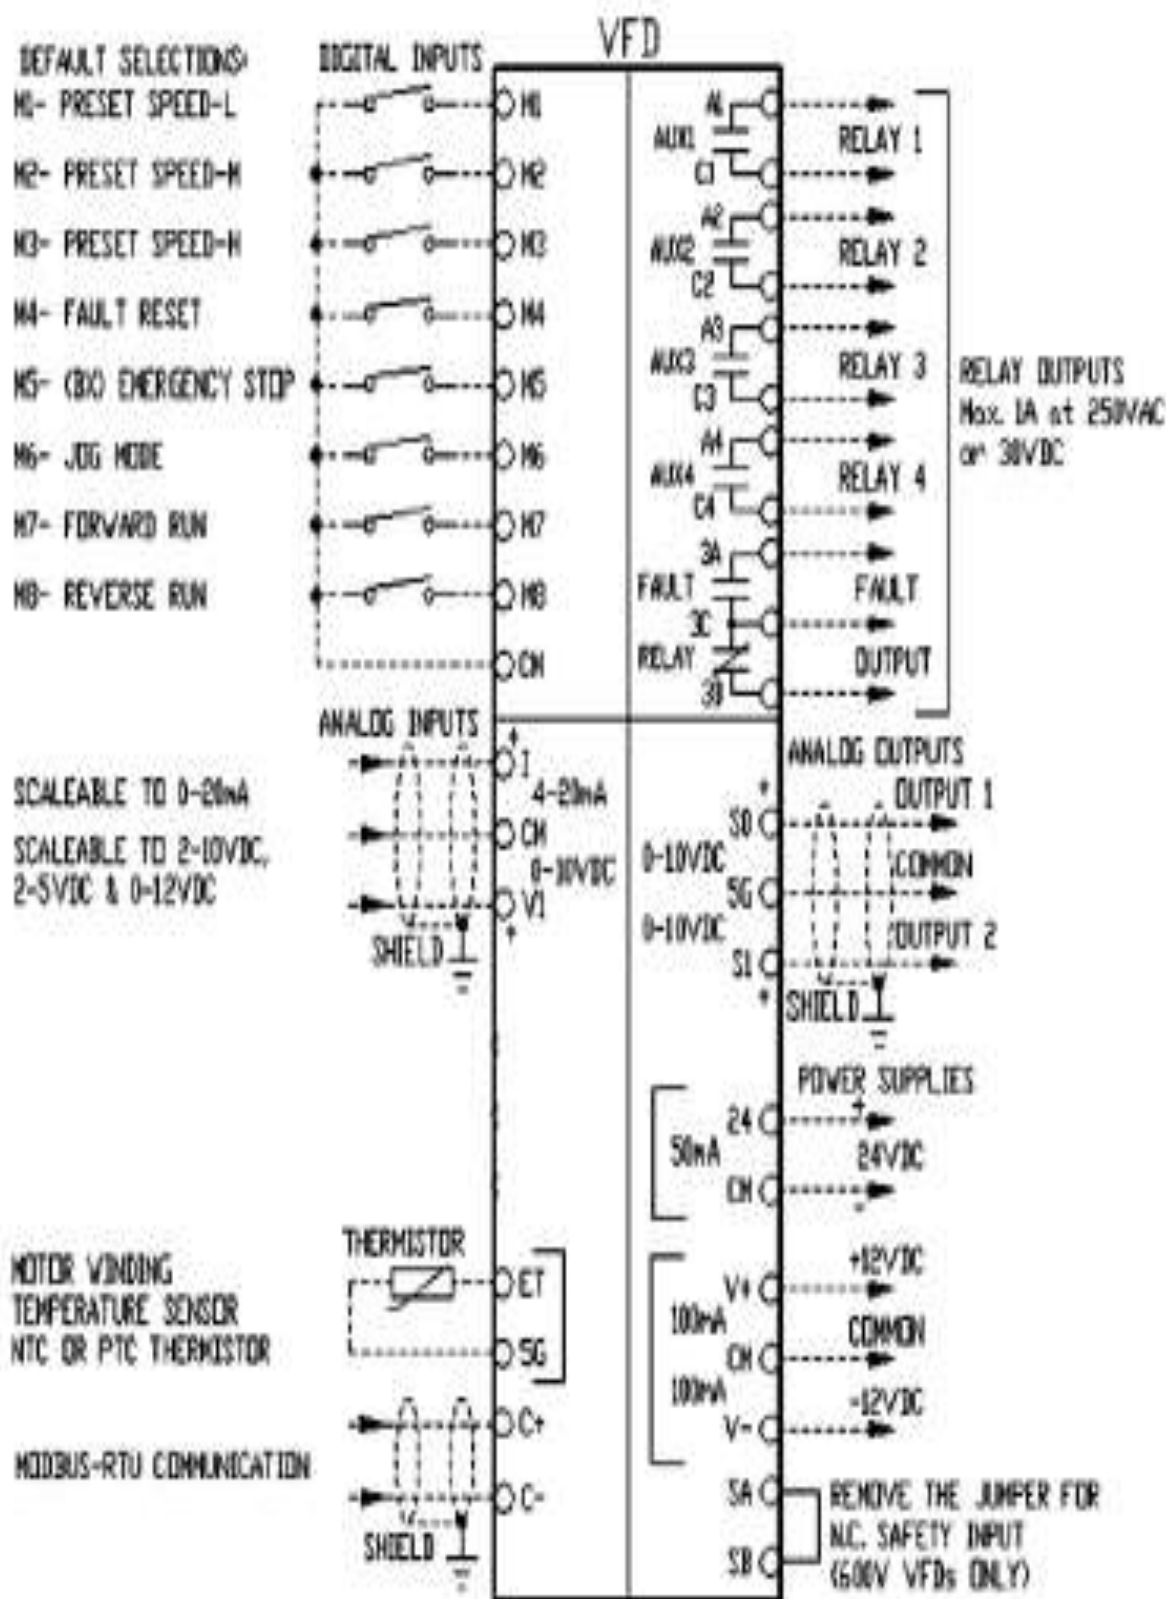 VFD
DEFAULT SELECTIONS:
DIGITAL INPUTS
M1- PRESET SPEED-L
M1
M2- PRESET SPEED-M
M2
M3- PRESET SPEED-H
M3
M4- FAULT RESET
M4
M5- (BX) EMERGENCY STOP
M5
M6- JOG MODE
M6
M7- FORWARD RUN
M7
M8- REVERSE RUN
M8
CM
A1
AUX1
C1
RELAY 1
A2
AUX2
C2
RELAY 2
A3
AUX3
C3
RELAY 3
A4
AUX4
C4
RELAY 4
3A
FAULT
3C
RELAY
3B
FAULT
OUTPUT
RELAY OUTPUTS
Max. 1A at 250VAC
or 30VDC
ANALOG INPUTS
+
I
4-20mA
SCALEABLE TO 0-20mA
CM
0-10VDC
SCALEABLE TO 2-10VDC,
2-5VDC & 0-12VDC
V1
+
SHIELD
ANALOG OUTPUTS
OUTPUT 1
+
S0
0-10VDC
COMMON
5G
0-10VDC
OUTPUT 2
S1
+
SHIELD
POWER SUPPLIES
+
24
50mA
24VDC
CM
-
+12VDC
V+
100mA
COMMON
CM
100mA
-12VDC
V-
THERMISTOR
MOTOR WINDING
TEMPERATURE SENSOR
NTC OR PTC THERMISTOR
ET
5G
C+
MODBUS-RTU COMMUNICATION
C-
SHIELD
SA
SB
REMOVE THE JUMPER FOR
N.C. SAFETY INPUT
(600V VFDs ONLY)